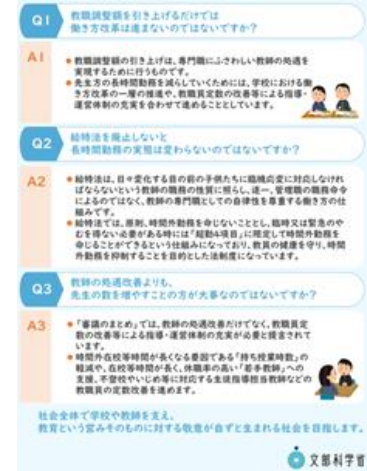 Q1
教職調整額を引き上げるだけでは
働き方改革は進まないのではないですか？
A1
● 教職調整額の引き上げは、専門職にふさわしい教師の処遇を
実現するために行うものです。
● 先生方の長時間勤務を減らしていくためには、学校における働
き方改革の一層の推進や、教職員定数の改善等による指導・
運営体制の充実を合わせて進めることとしています。
Q2
給特法を廃止しないと
長時間勤務の実態は変わらないのではないですか？
A2
● 給特法は、日々変化する目の前の子供たちに臨機応変に対応しなけれ
ばならないという教師の職務の性質に照らし、逐一、管理職の職務命令
によるのではなく、教師の専門職としての自律性を尊重する働き方の仕
組みです。
● では、原則、時間外勤務を命じないこととし、臨時又は緊急のや
むを得ない必要がある時には「超勤4項目」に限定して時間外勤務を
命じることができるという仕組みになっており、教員の健康を守り、時間
外勤務を抑制することを目的とした法制度になっています。
Q3
教師の処遇改善よりも、
先生の数を増やすことの方が大事なのではないですか？
A3
● 「審議のまとめ」では、教師の処遇改善だけでなく、教職員定
数の改善等による指導・運営体制の充実が必要と提言されて
います。
● 時間外在校等時間が長くなる要因である「持ち授業時数」の
軽減や、在校等時間が長く、休職率の高い「若手教師」への
支援、不登校やいじめ等に対応する生徒指導担当教師などの
教職員の定数改善を進めます。
社会全体で学校や教師を支え、
教育という営みそのものに対する敬意が自ずと生まれる社会を目指します。
文部科学省